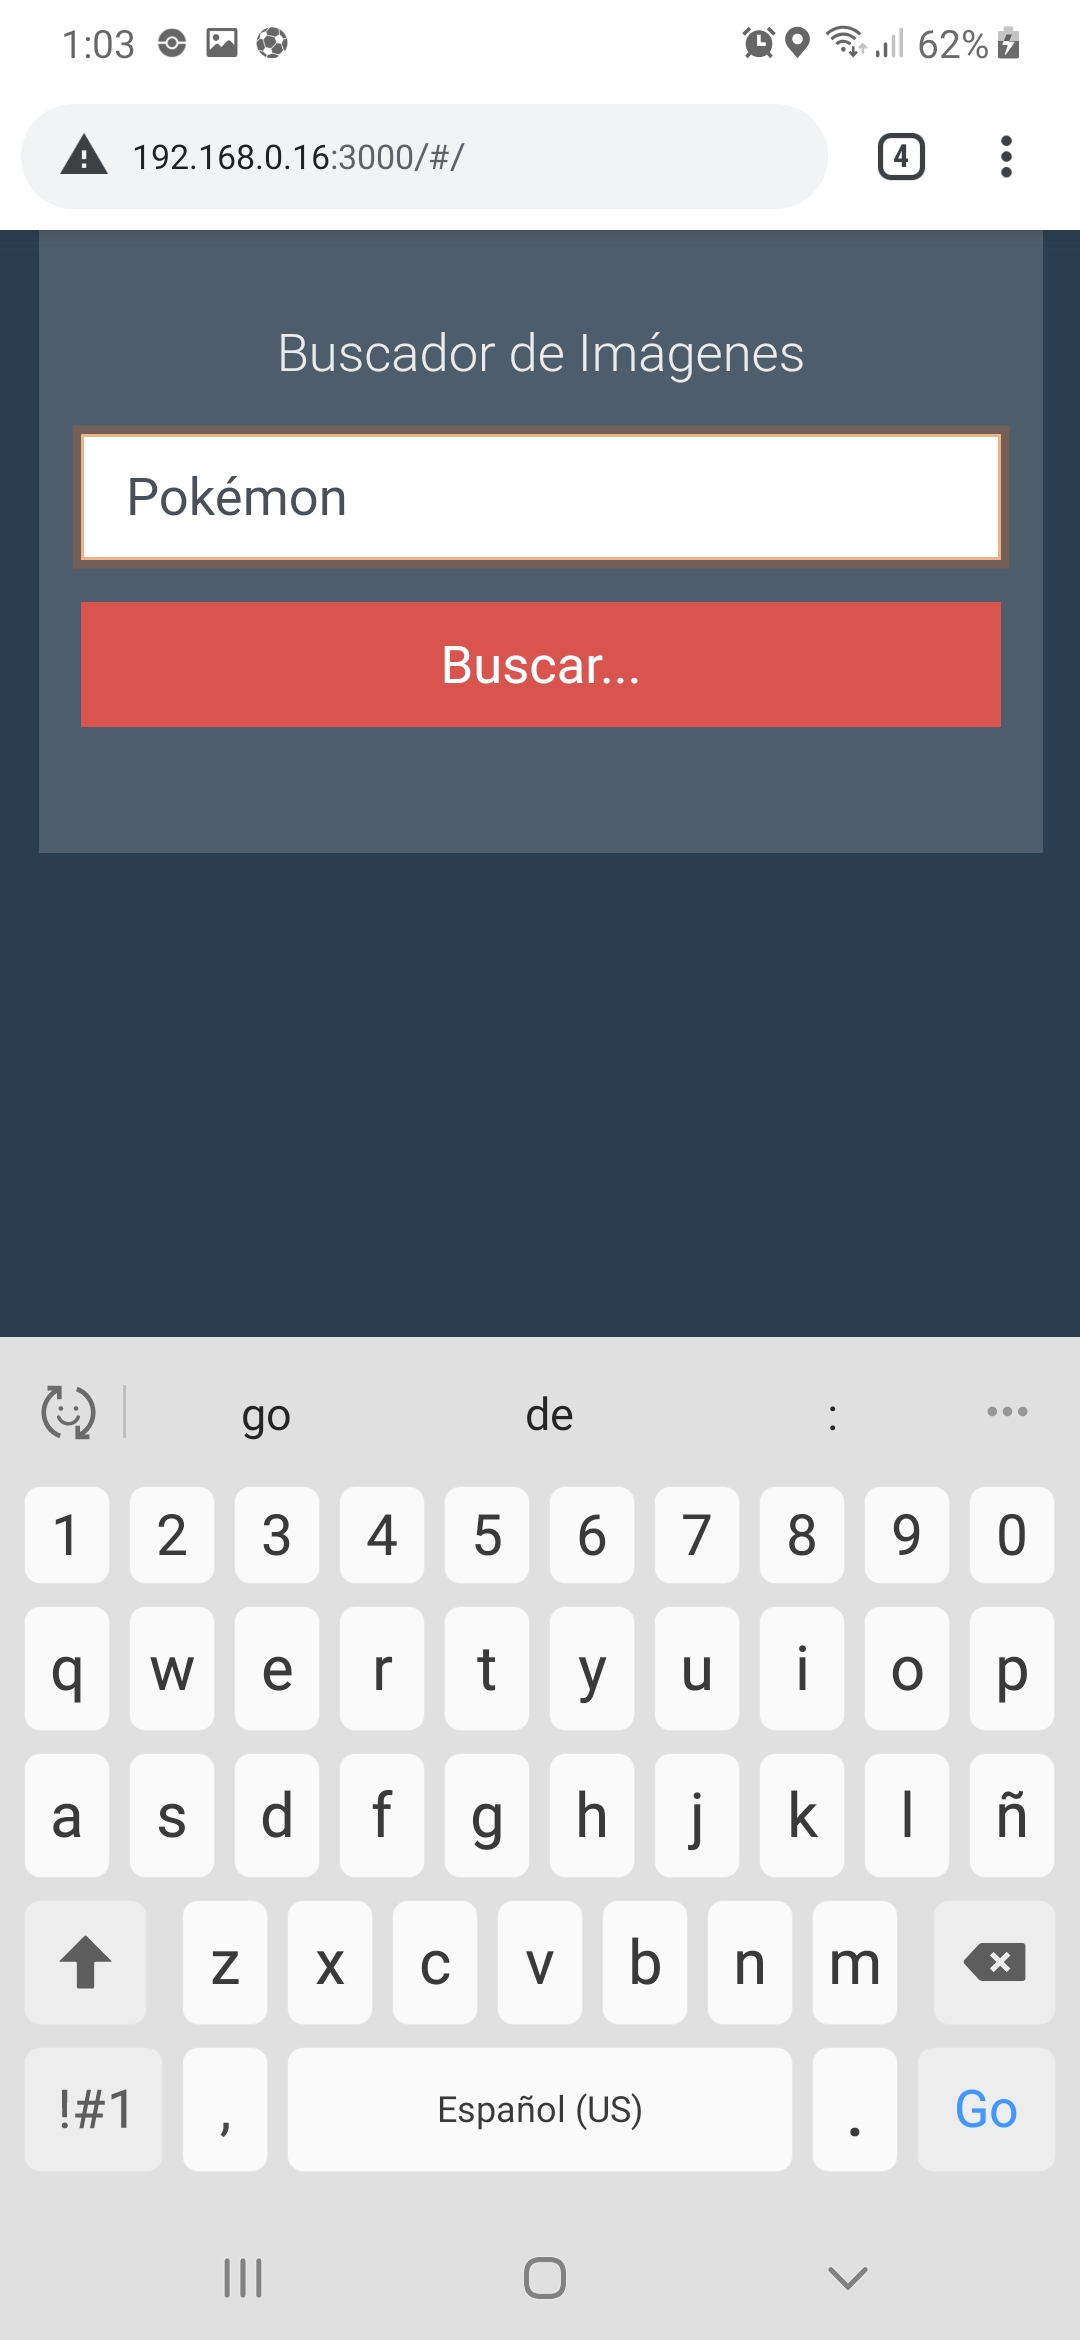 1:03 62%
192.168.0.16:3000/#/ 4
Buscador de Imágenes
Pokémon
Buscar...
go de :
1 2 3 4 5 6 7 8 9 0
q w e r t y u i o p
a s d f g h j k l ñ
z x c v b n m
!#1 , Español (US) . Go